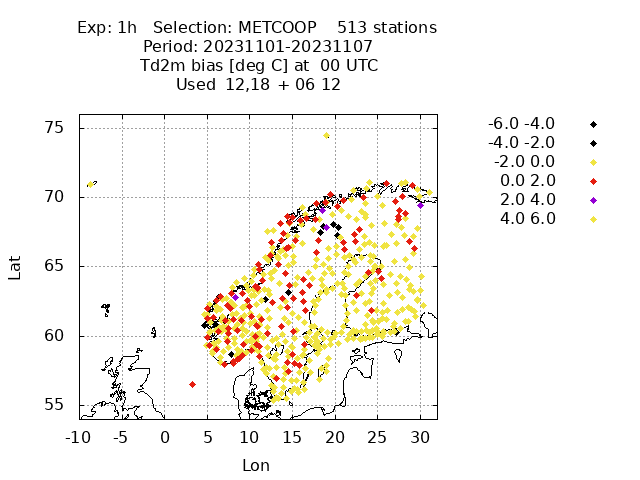 Exp: 1h Selection: METCOOP 513 stations
Period: 20231101-20231107
Td2m bias [deg C] at 00 UTC
Used 12,18 + 06 12
-6.0 -4.0
-4.0 -2.0
-2.0 0.0
0.0 2.0
2.0 4.0
4.0 6.0
75
70
65
60
55
Lat
-10 -5 0 5 10 15 20 25 30
Lon